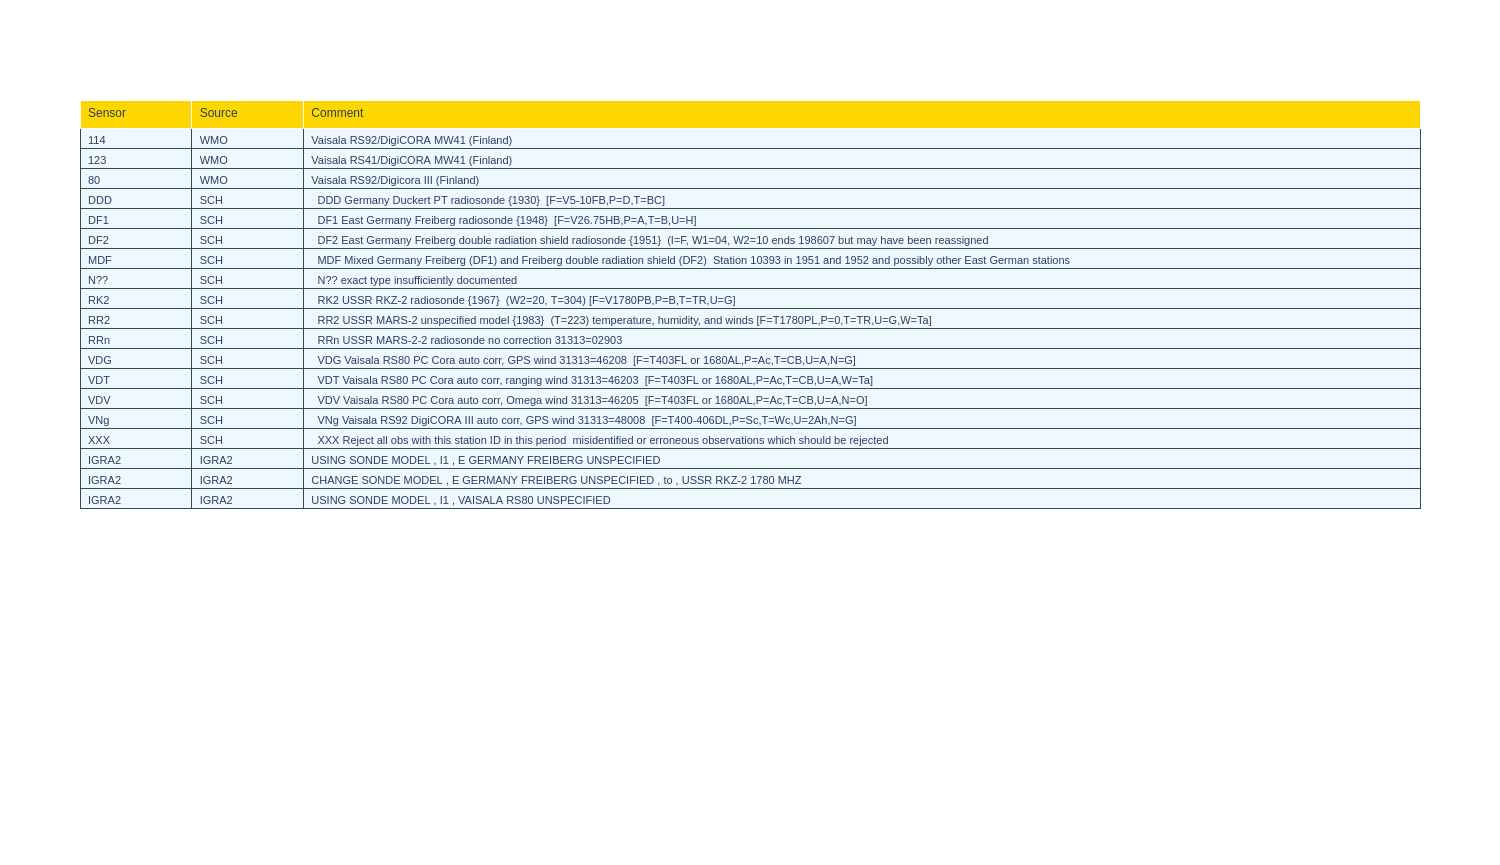 Sensor Source Comment
114 WMO Vaisala RS92/DigiCORA MW41 (Finland)
123 WMO Vaisala RS41/DigiCORA MW41 (Finland)
80 WMO Vaisala RS92/Digicora III (Finland)
DDD SCH DDD Germany Duckert PT radiosonde {1930}  [F=V5-10FB,P=D,T=BC]
DF1 SCH DF1 East Germany Freiberg radiosonde {1948}  [F=V26.75HB,P=A,T=B,U=H]
DF2 SCH DF2 East Germany Freiberg double radiation shield radiosonde {1951}  (I=F, W1=04, W2=10 ends 198607 but may have been reassigned
MDF SCH MDF Mixed Germany Freiberg (DF1) and Freiberg double radiation shield (DF2)  Station 10393 in 1951 and 1952 and possibly other East German stations
N?? SCH N?? exact type insufficiently documented
RK2 SCH RK2 USSR RKZ-2 radiosonde {1967}  (W2=20, T=304) [F=V1780PB,P=B,T=TR,U=G]
RR2 SCH RR2 USSR MARS-2 unspecified model {1983}  (T=223) temperature, humidity, and winds [F=T1780PL,P=0,T=TR,U=G,W=Ta]
RRn SCH RRn USSR MARS-2-2 radiosonde no correction 31313=02903
VDG SCH VDG Vaisala RS80 PC Cora auto corr, GPS wind 31313=46208  [F=T403FL or 1680AL,P=Ac,T=CB,U=A,N=G]
VDT SCH VDT Vaisala RS80 PC Cora auto corr, ranging wind 31313=46203  [F=T403FL or 1680AL,P=Ac,T=CB,U=A,W=Ta]
VDV SCH VDV Vaisala RS80 PC Cora auto corr, Omega wind 31313=46205  [F=T403FL or 1680AL,P=Ac,T=CB,U=A,N=O]
VNg SCH VNg Vaisala RS92 DigiCORA III auto corr, GPS wind 31313=48008  [F=T400-406DL,P=Sc,T=Wc,U=2Ah,N=G]
XXX SCH XXX Reject all obs with this station ID in this period  misidentified or erroneous observations which should be rejected
IGRA2 IGRA2 USING SONDE MODEL , I1 , E GERMANY FREIBERG UNSPECIFIED
IGRA2 IGRA2 CHANGE SONDE MODEL , E GERMANY FREIBERG UNSPECIFIED , to , USSR RKZ-2 1780 MHZ
IGRA2 IGRA2 USING SONDE MODEL , I1 , VAISALA RS80 UNSPECIFIED